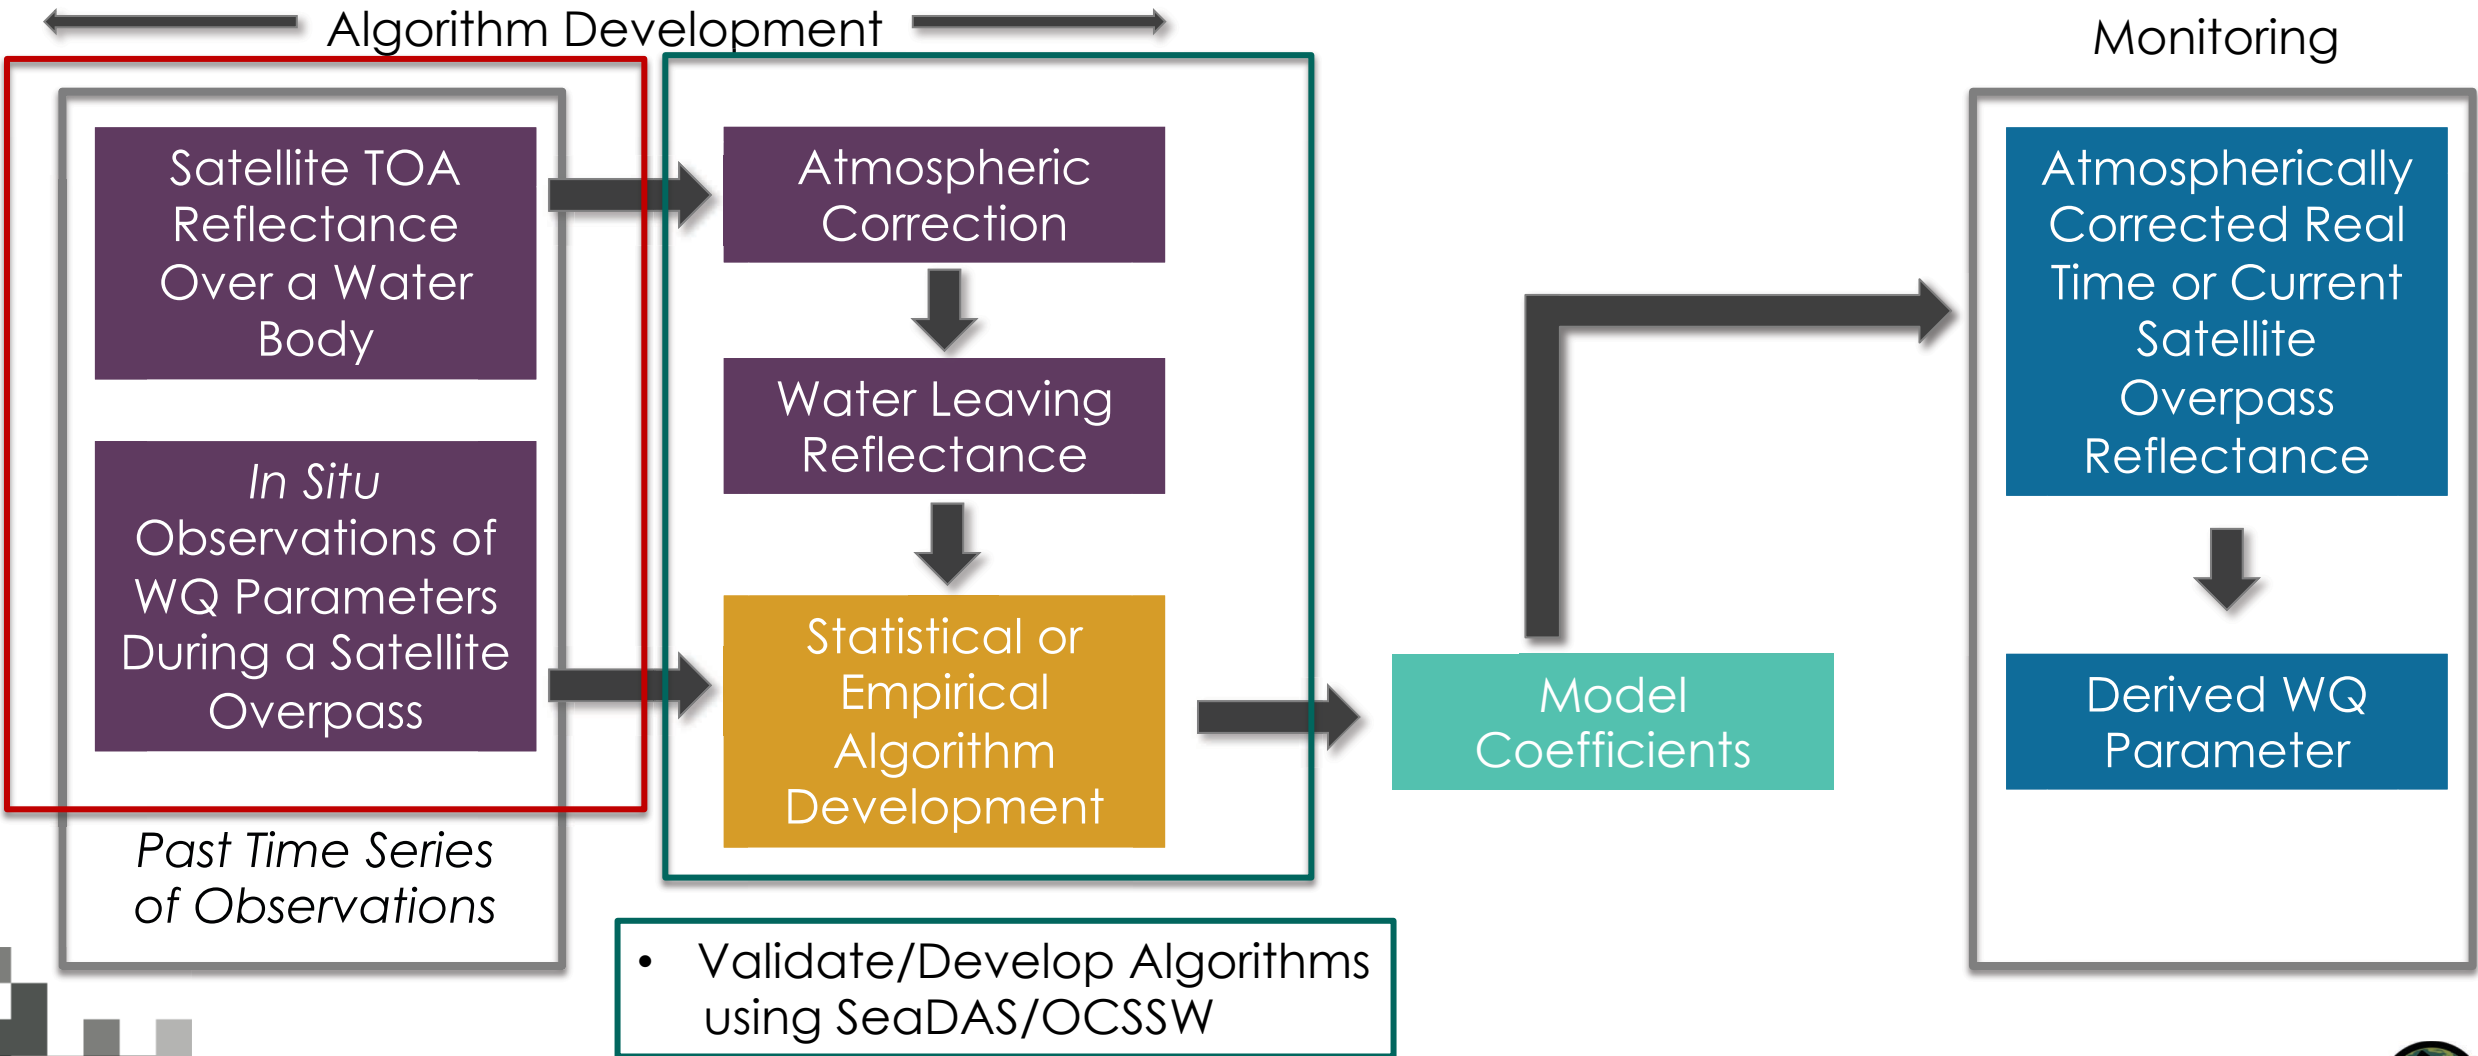 Algorithm Development
Monitoring
Satellite TOA
Reflectance
Over a Water
Body
In Situ
Observations of
WQ Parameters
During a Satellite
Overpass
Past Time Series
of Observations
Atmospheric
Correction
Water Leaving
Reflectance
Statistical or
Empirical
Algorithm
Development
• Validate/Develop Algorithms
using SeaDAS/OCSSW
Model
Coefficients
Atmospherically
Corrected Real
Time or Current
Satellite
Overpass
Reflectance
Derived WQ
Parameter